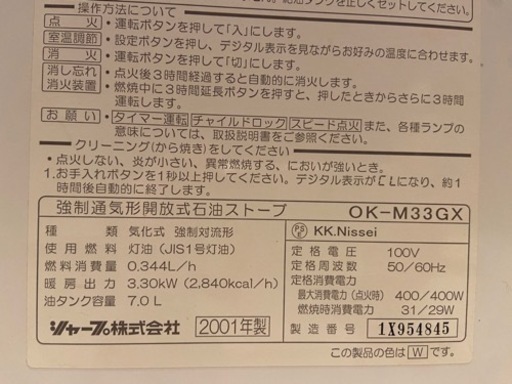 操作方法について
点火
・運転ボタンを押して「入」にします。
室温調節
・設定ボタンを押し、デジタル表示を見ながらお好みの温度に合わせます。
消火
・運転ボタンを押して「切」にします。
消し忘れ消火装置
・点火後3時間経過すると自動的に消火します。
・燃焼中に3時間延長ボタンを押すと、押したときからさらに3時間
運転します。
お願い
・タイマー運転 チャイルドロック スピード点火 また、各種ランプの
意味については、取扱説明書をご参照ください。
クリーニング(から焼き)をしてください
・点火しない、炎が小さい、異常燃焼する、においが強いとき。
1.お手入れボタンを1秒以上押してください。デジタル表示がCLになり、約1
時間後自動的に終了します。
強制通気形開放式石油ストーブ OK-M33GX
種類 気化式 強制対流形
使用燃料 灯油(JIS1号灯油)
燃料消費量 0.344L/h
暖房出力 3.30kW(2,840kcal/h)
油タンク容量 7.0L
シャープ株式会社 2001年製
PSE KK.Nissei
定格電圧 100V
定格周波数 50/60Hz
定格消費電力
最大消費電力(点火時) 400/400W
燃焼時消費電力 31/29W
製造番号 1X954845
この製品の色は W です。